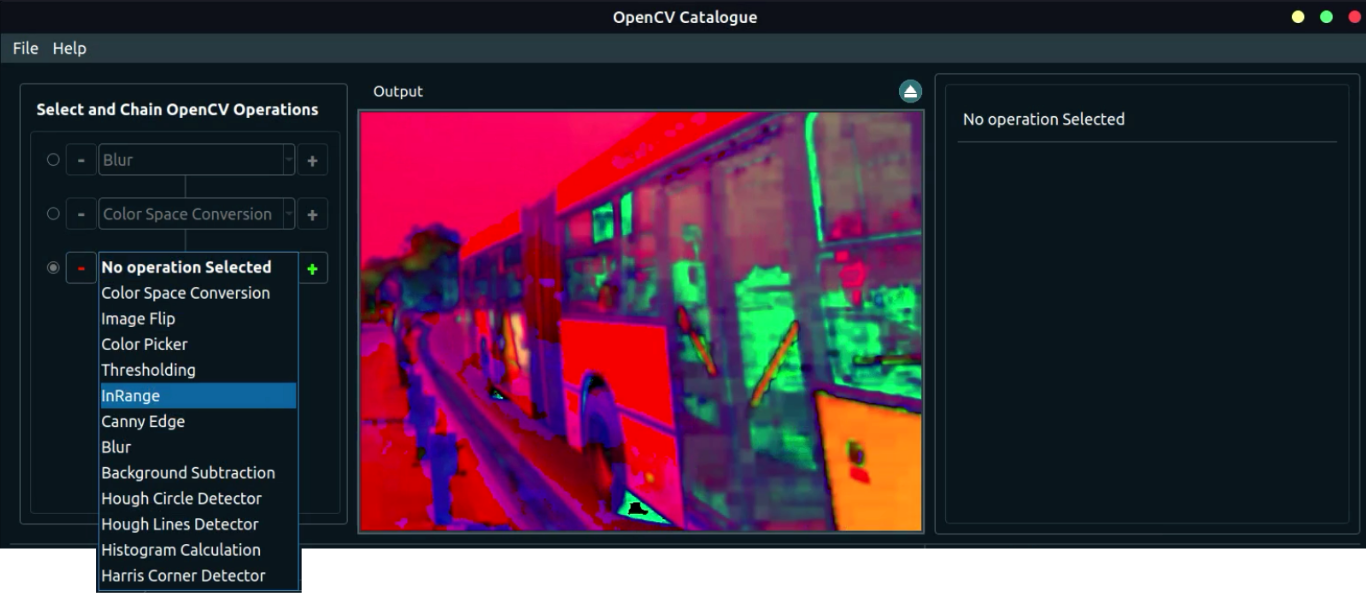 OpenCV Catalogue
File Help
Select and Chain OpenCV Operations
- Blur +
- Color Space Conversion +
- No operation Selected +
Color Space Conversion
Image Flip
Color Picker
Thresholding
InRange
Canny Edge
Blur
Background Subtraction
Hough Circle Detector
Hough Lines Detector
Histogram Calculation
Harris Corner Detector
Output
No operation Selected